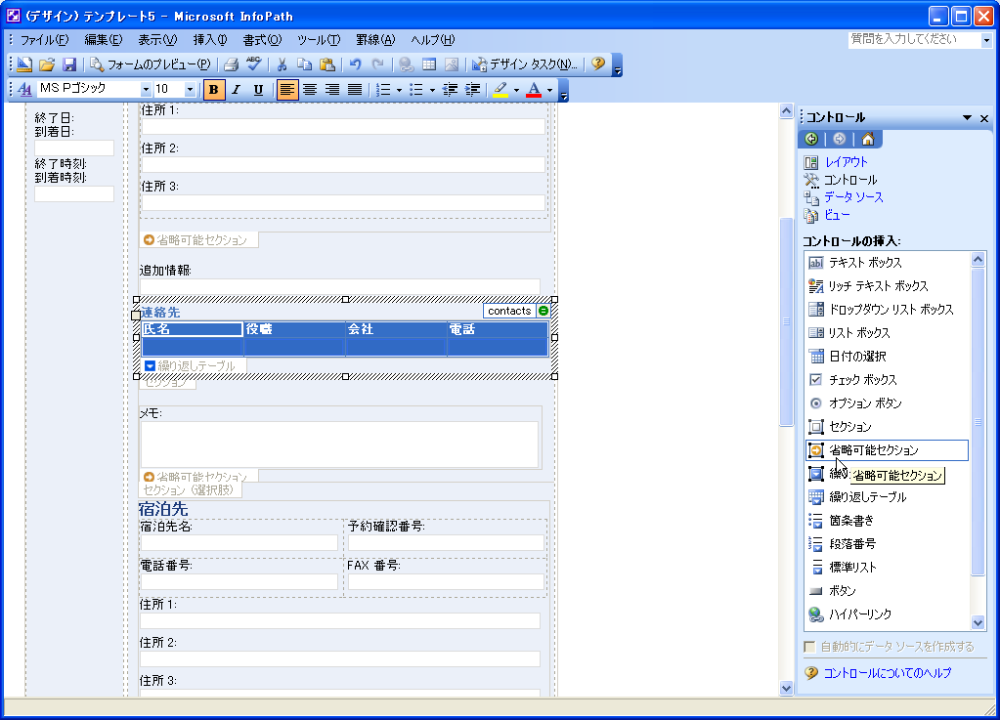 (デザイン) テンプレート5 - Microsoft InfoPath
ファイル(F) 編集(E) 表示(V) 挿入(I) 書式(O) ツール(T) 罫線(A) ヘルプ(H) 質問を入力してください
フォームのプレビュー(P) ABC デザイン タスク(N)...
MS Pゴシック 10 B I U A
終了日:
到着日:
終了時刻:
到着時刻:
住所 1:
住所 2:
住所 3:
省略可能セクション
追加情報:
連絡先 contacts
氏名 役職 会社 電話
繰り返しテーブル
セクション
メモ:
省略可能セクション
セクション (選択肢)
宿泊先
宿泊先名: 予約確認番号:
電話番号: FAX 番号:
住所 1:
住所 2:
住所 3:
コントロール
レイアウト
コントロール
データ ソース
ビュー
コントロールの挿入:
テキスト ボックス
リッチ テキスト ボックス
ドロップダウン リスト ボックス
リスト ボックス
日付の選択
チェック ボックス
オプション ボタン
セクション
省略可能セクション
省略可能セクション
繰り返しテーブル
箇条書き
段落番号
標準リスト
ボタン
ハイパーリンク
自動的にデータ ソースを作成する
コントロールについてのヘルプ